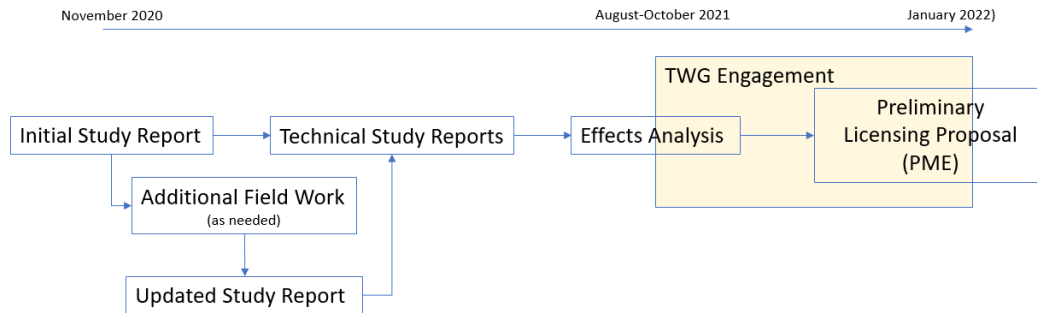 November 2020
August-October 2021
January 2022)
TWG Engagement
Preliminary
Licensing Proposal
(PME)
Initial Study Report
Technical Study Reports
Effects Analysis
Additional Field Work
(as needed)
Updated Study Report